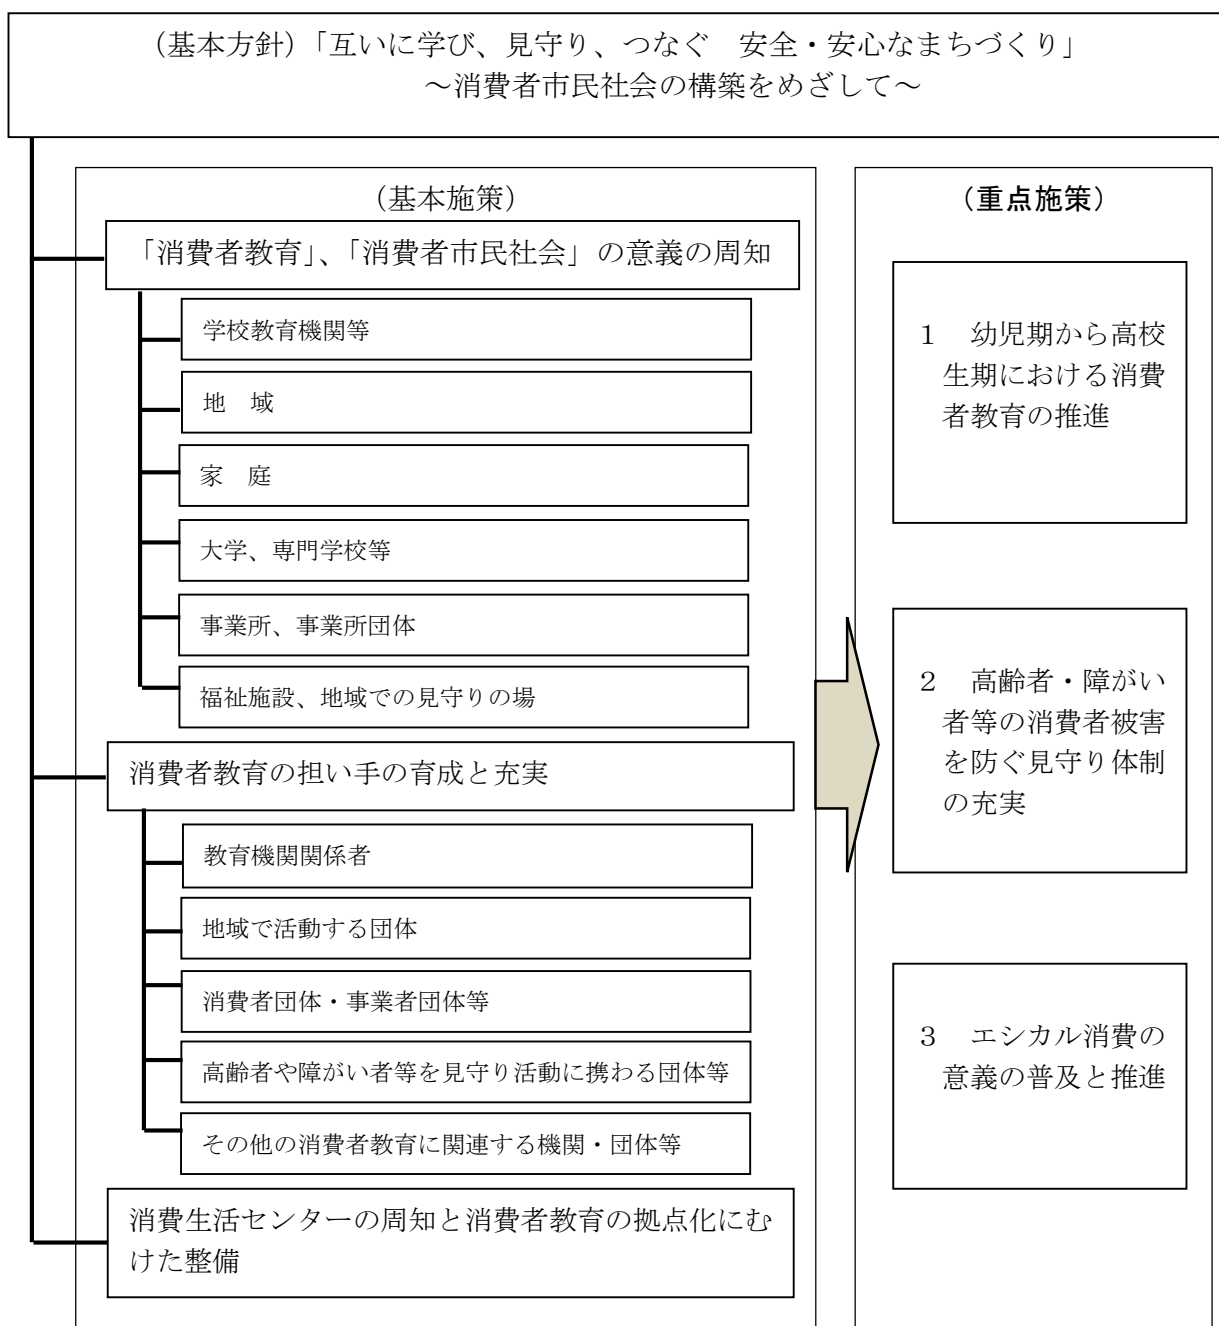 （基本方針）「互いに学び、見守り、つなぐ　安全・安心なまちづくり」
～消費者市民社会の構築をめざして～
（基本施策）
「消費者教育」、「消費者市民社会」の意義の周知
学校教育機関等
地　域
家　庭
大学、専門学校等
事業所、事業所団体
福祉施設、地域での見守りの場
消費者教育の担い手の育成と充実
教育機関関係者
地域で活動する団体
消費者団体・事業者団体等
高齢者や障がい者等を見守り活動に携わる団体等
その他の消費者教育に関連する機関・団体等
消費生活センターの周知と消費者教育の拠点化にむ
けた整備
（重点施策）
１　幼児期から高校
生期における消費
者教育の推進
２　高齢者・障がい
者等の消費者被害
を防ぐ見守り体制
の充実
３　エシカル消費の
意義の普及と推進